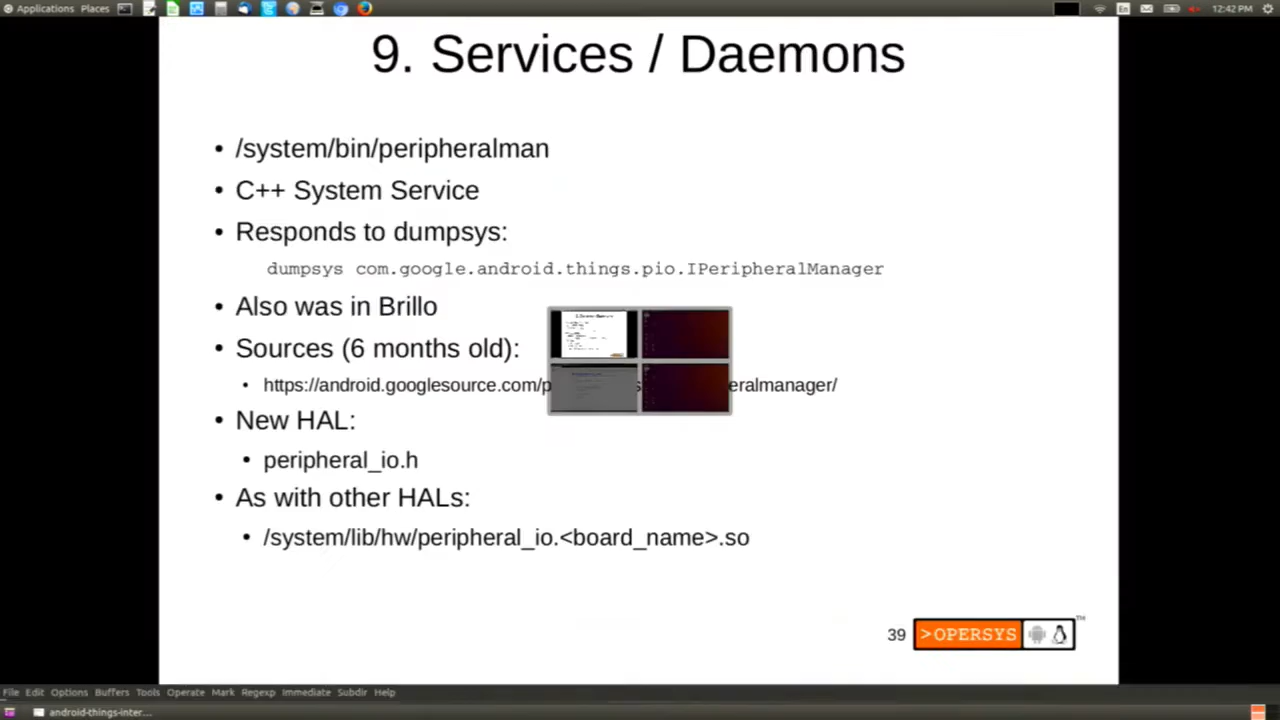 Applications Places
En
12:42 PM
9. Services / Daemons
• /system/bin/peripheralman
• C++ System Service
• Responds to dumpsys:
dumpsys com.google.android.things.pio.IPeripheralManager
• Also was in Brillo
• Sources (6 months old):
• https://android.googlesource.com/p eralmanager/
• New HAL:
• peripheral_io.h
• As with other HALs:
• /system/lib/hw/peripheral_io.<board_name>.so
39
>OPERSYS
TM
File Edit Options Buffers Tools Operate Mark Regexp Immediate Subdir Help
android-things-inter...